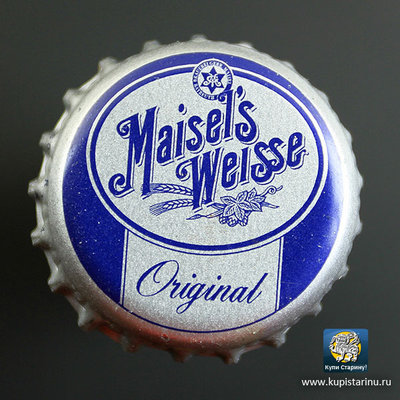 Maisel's
Weisse
Original
Купи Старину!
www.kupistarinu.ru